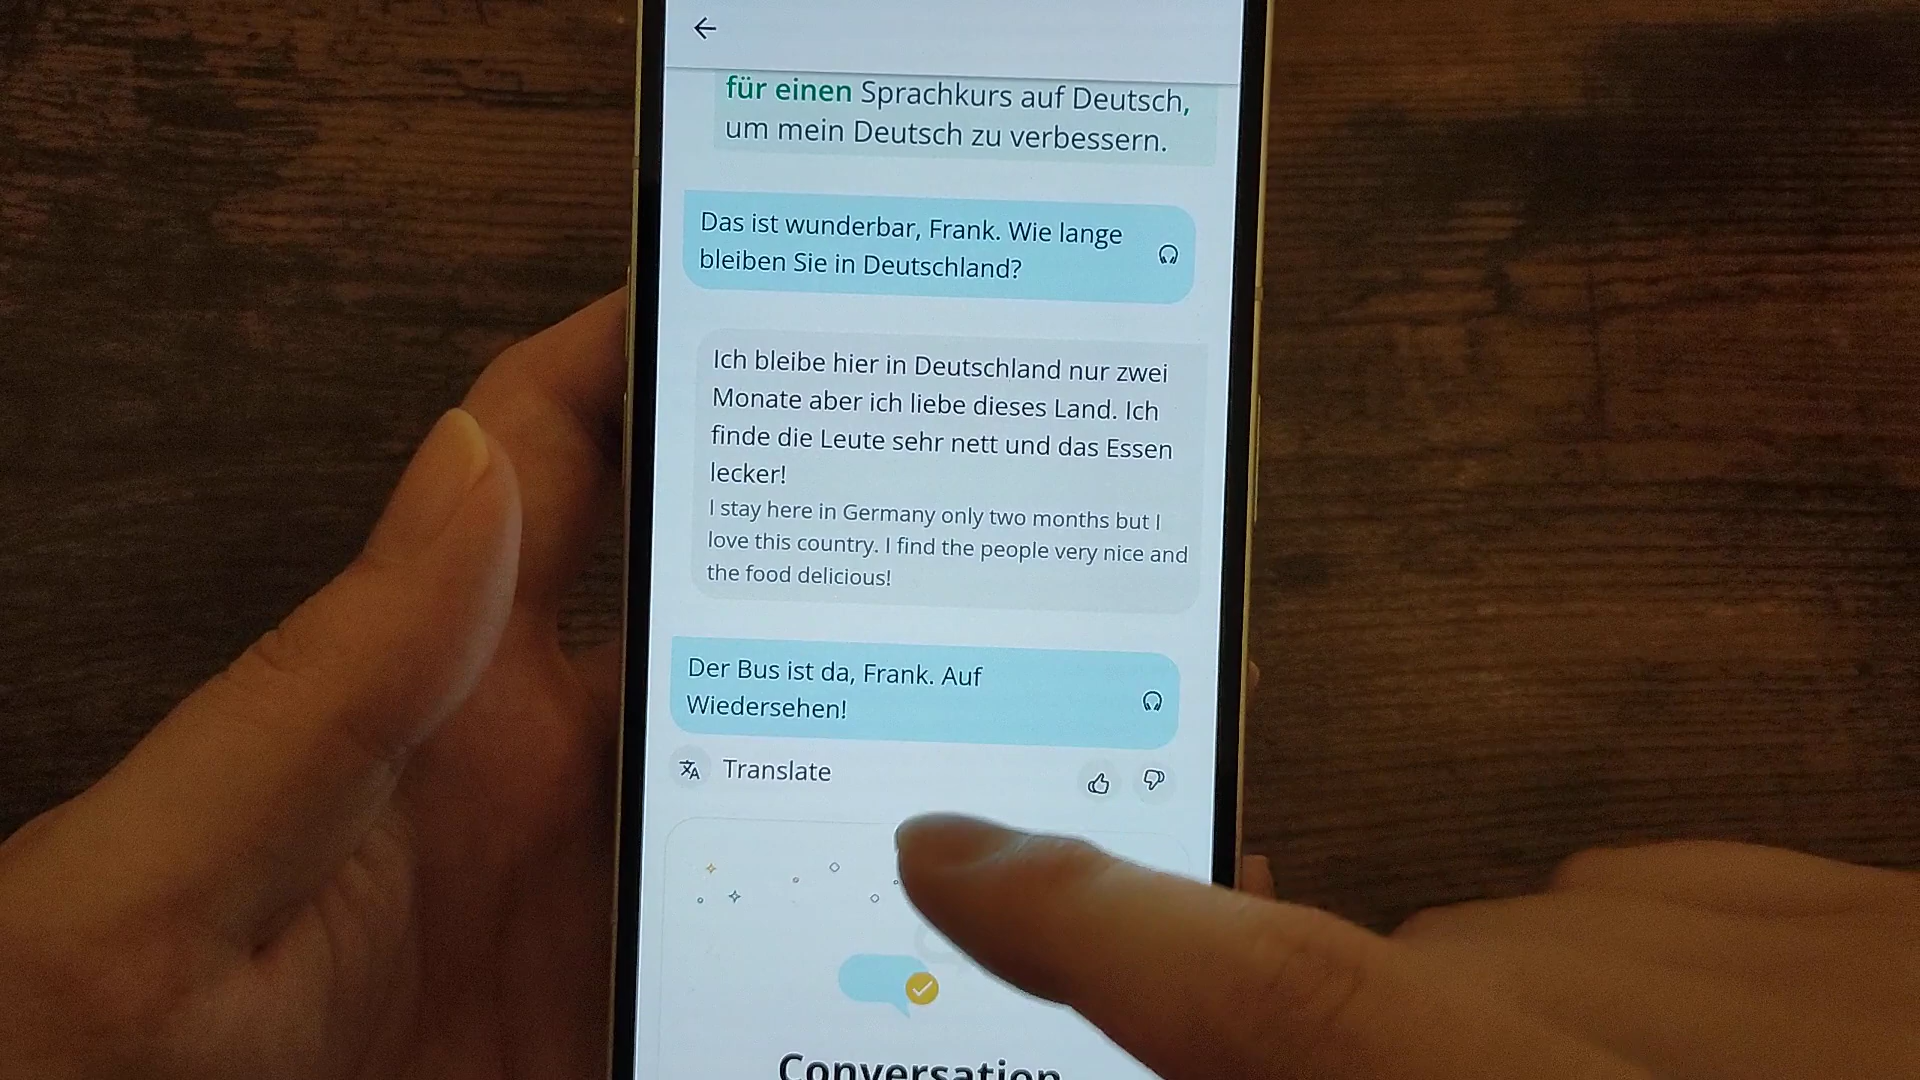 für einen Sprachkurs auf Deutsch,
um mein Deutsch zu verbessern.
Das ist wunderbar, Frank. Wie lange
bleiben Sie in Deutschland?
Ich bleibe hier in Deutschland nur zwei
Monate aber ich liebe dieses Land. Ich
finde die Leute sehr nett und das Essen
lecker!
I stay here in Germany only two months but I
love this country. I find the people very nice and
the food delicious!
Der Bus ist da, Frank. Auf
Wiedersehen!
Translate
Conversation